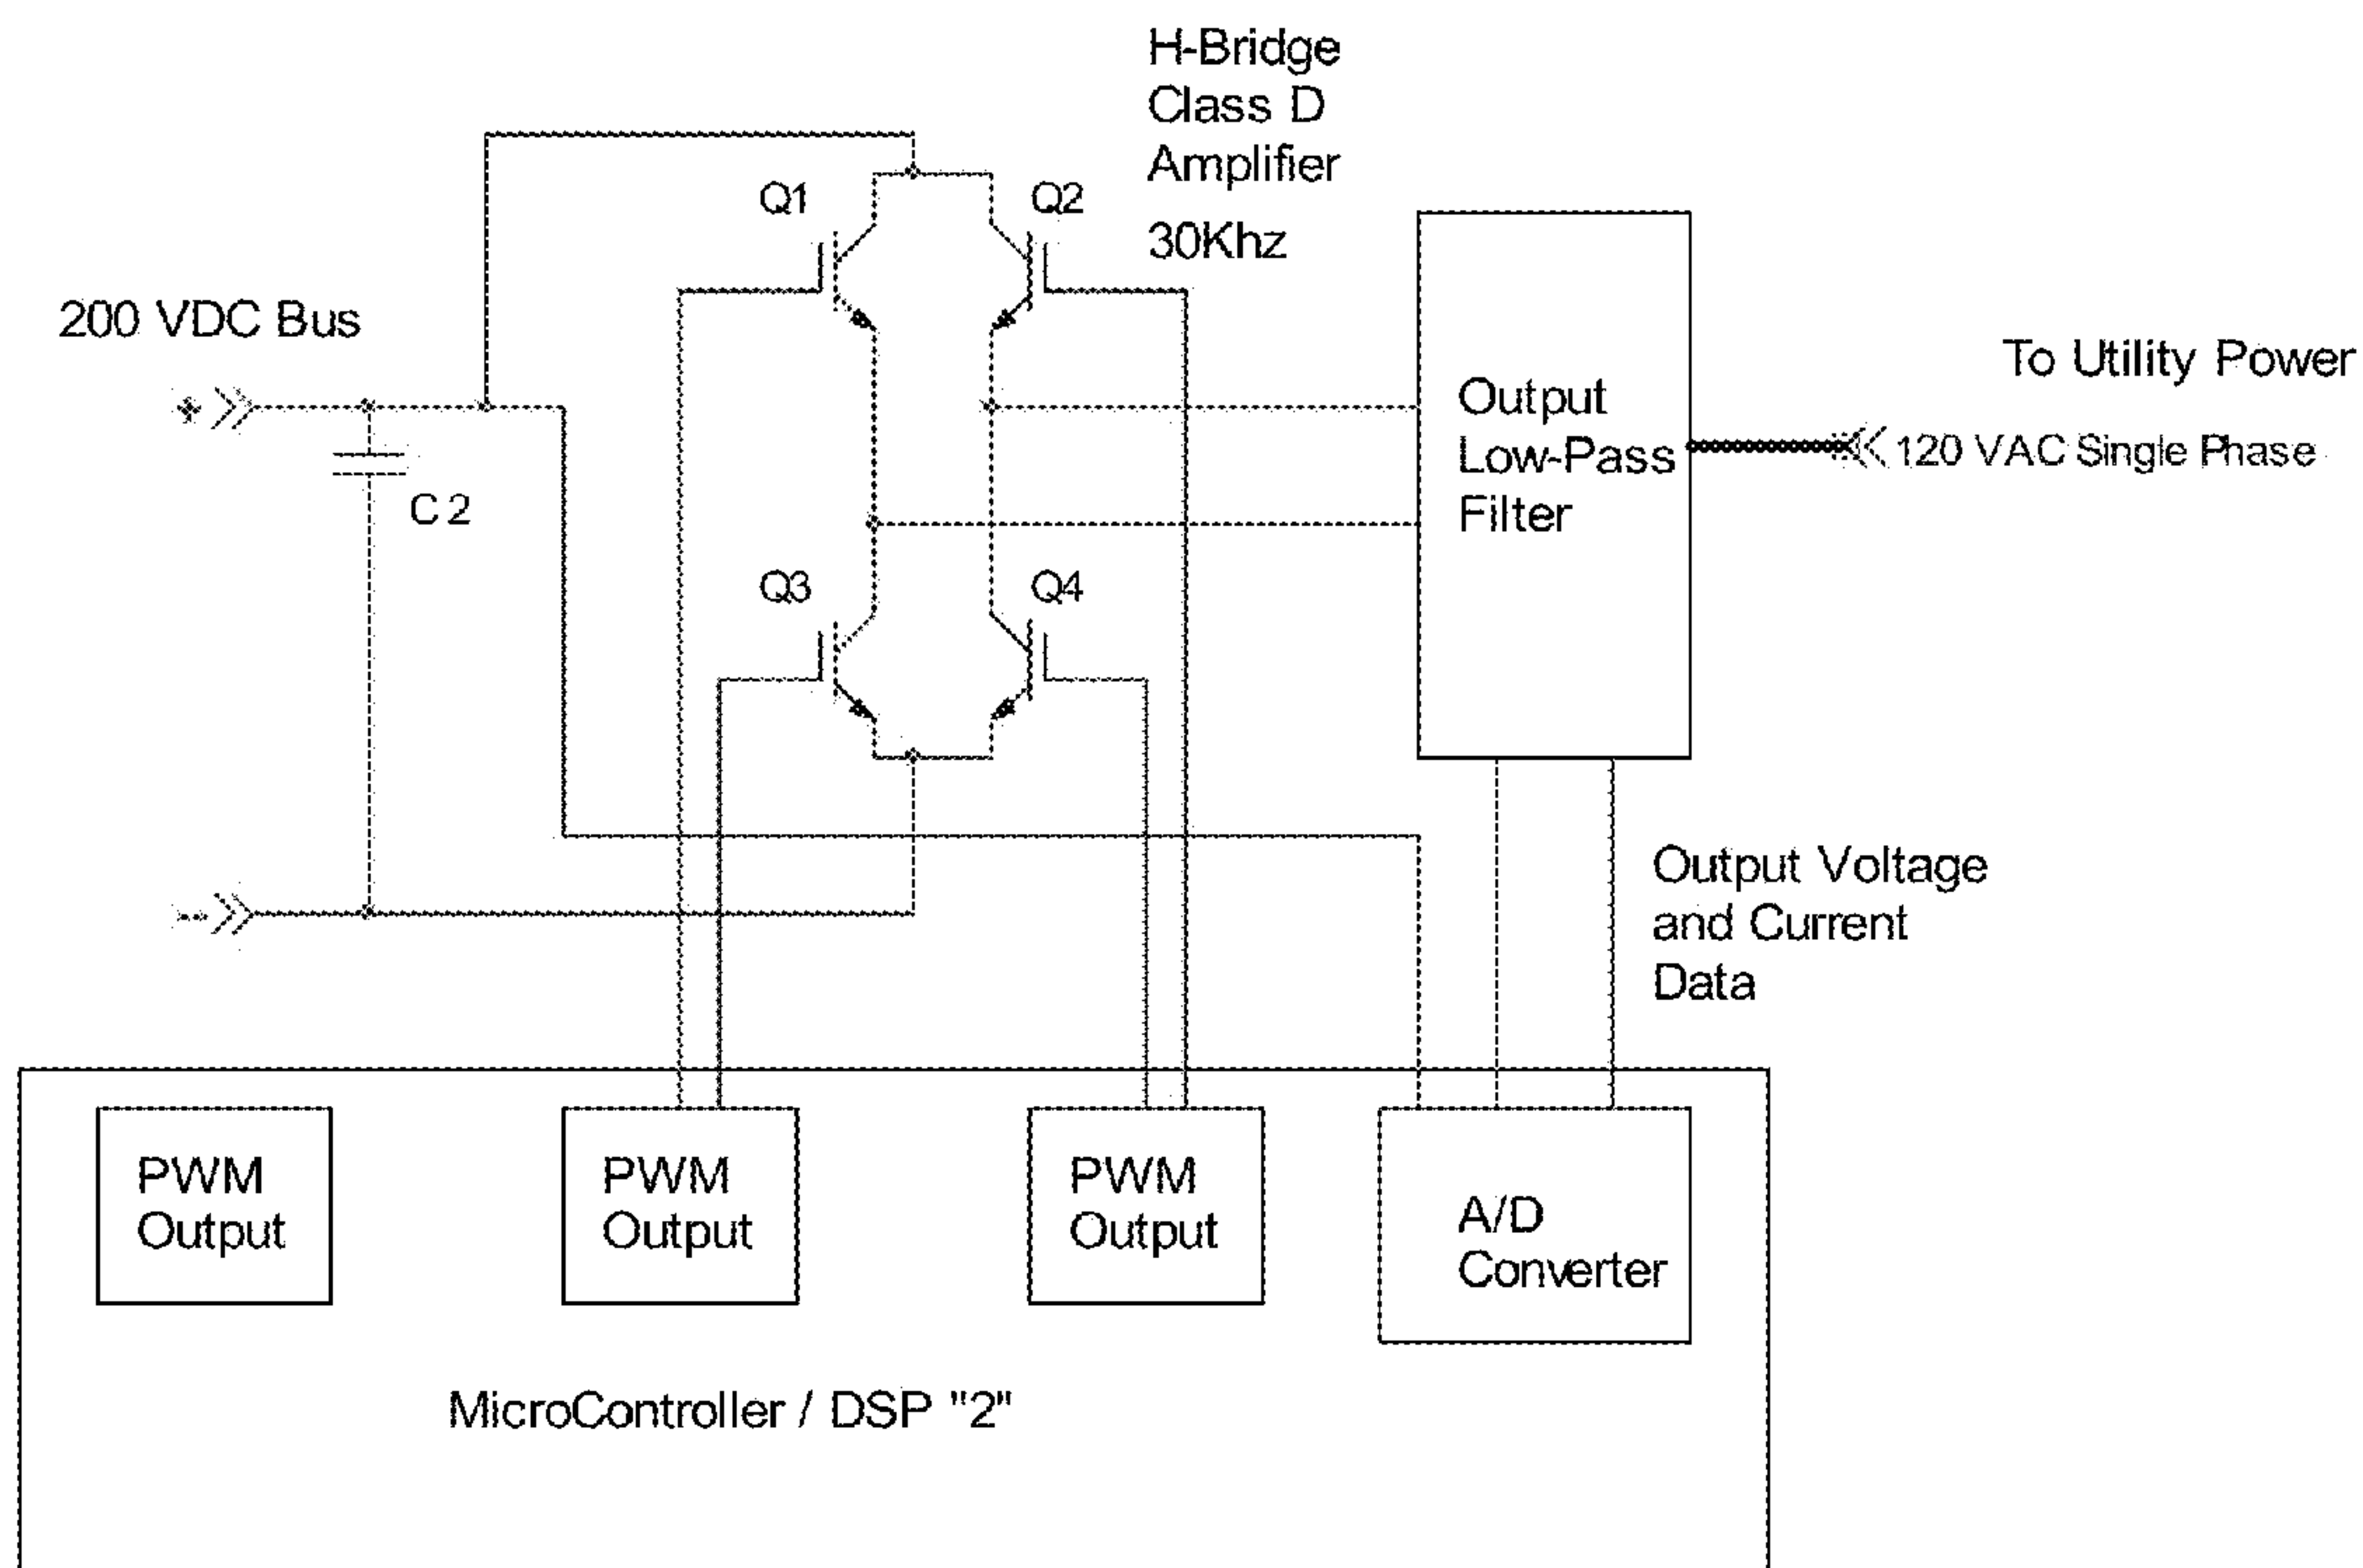 H-Bridge
Class D
Amplifier
30Khz
Q1
Q2
200 VDC Bus
+
C2
Q3
Q4
Output
Low-Pass
Filter
To Utility Power
120 VAC Single Phase
Output Voltage
and Current
Data
--
PWM
Output
PWM
Output
PWM
Output
A/D
Converter
MicroController / DSP "2"